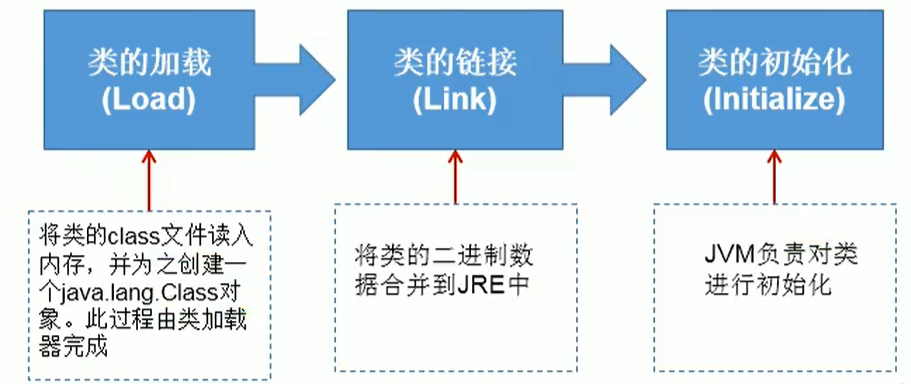 类的加载
(Load)
类的链接
(Link)
类的初始化
(Initialize)
将类的class文件读入
内存，并为之创建一
个java.lang.Class对
象。此过程由类加载
器完成
将类的二进制数
据合并到JRE中
JVM负责对类
进行初始化